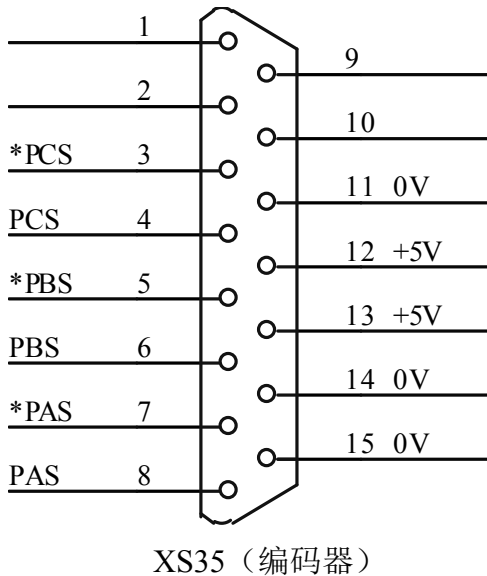 1
9
2
10
*PCS 3
11 0V
PCS 4
12 +5V
*PBS 5
13 +5V
PBS 6
14 0V
*PAS 7
15 0V
PAS 8
XS35（编码器）